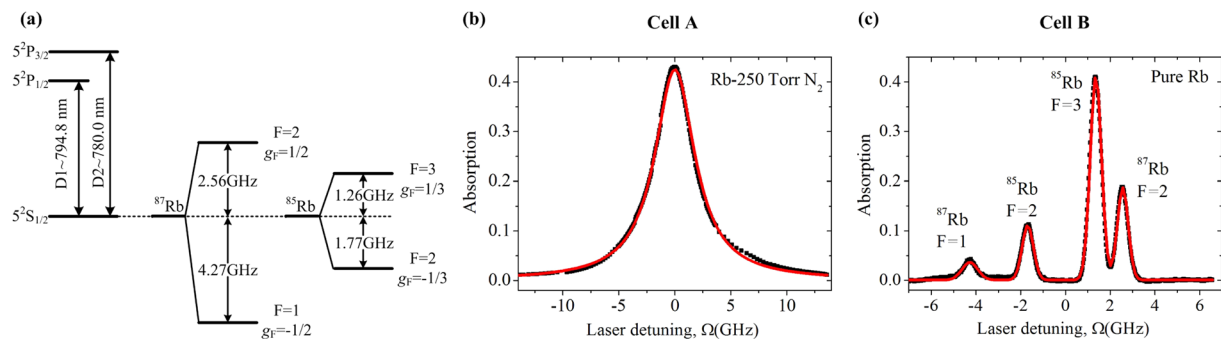 (a)
5²P₃/₂
5²P₁/₂
D1~794.8 nm
D2~780.0 nm
5²S₁/₂
⁸⁷Rb
F=2
g_F=1/2
2.56GHz
4.27GHz
F=1
g_F=-1/2
⁸⁵Rb
F=3
g_F=1/3
1.26GHz
1.77GHz
F=2
g_F=-1/3
(b)
Cell A
Rb-250 Torr N₂
Absorption
0.4
0.3
0.2
0.1
0.0
-10 -5 0 5 10
Laser detuning, Ω(GHz)
(c)
Cell B
Pure Rb
Absorption
0.4
0.3
0.2
0.1
0.0
⁸⁷Rb
F=1
⁸⁵Rb
F=2
⁸⁵Rb
F=3
⁸⁷Rb
F=2
-6 -4 -2 0 2 4 6
Laser detuning, Ω(GHz)